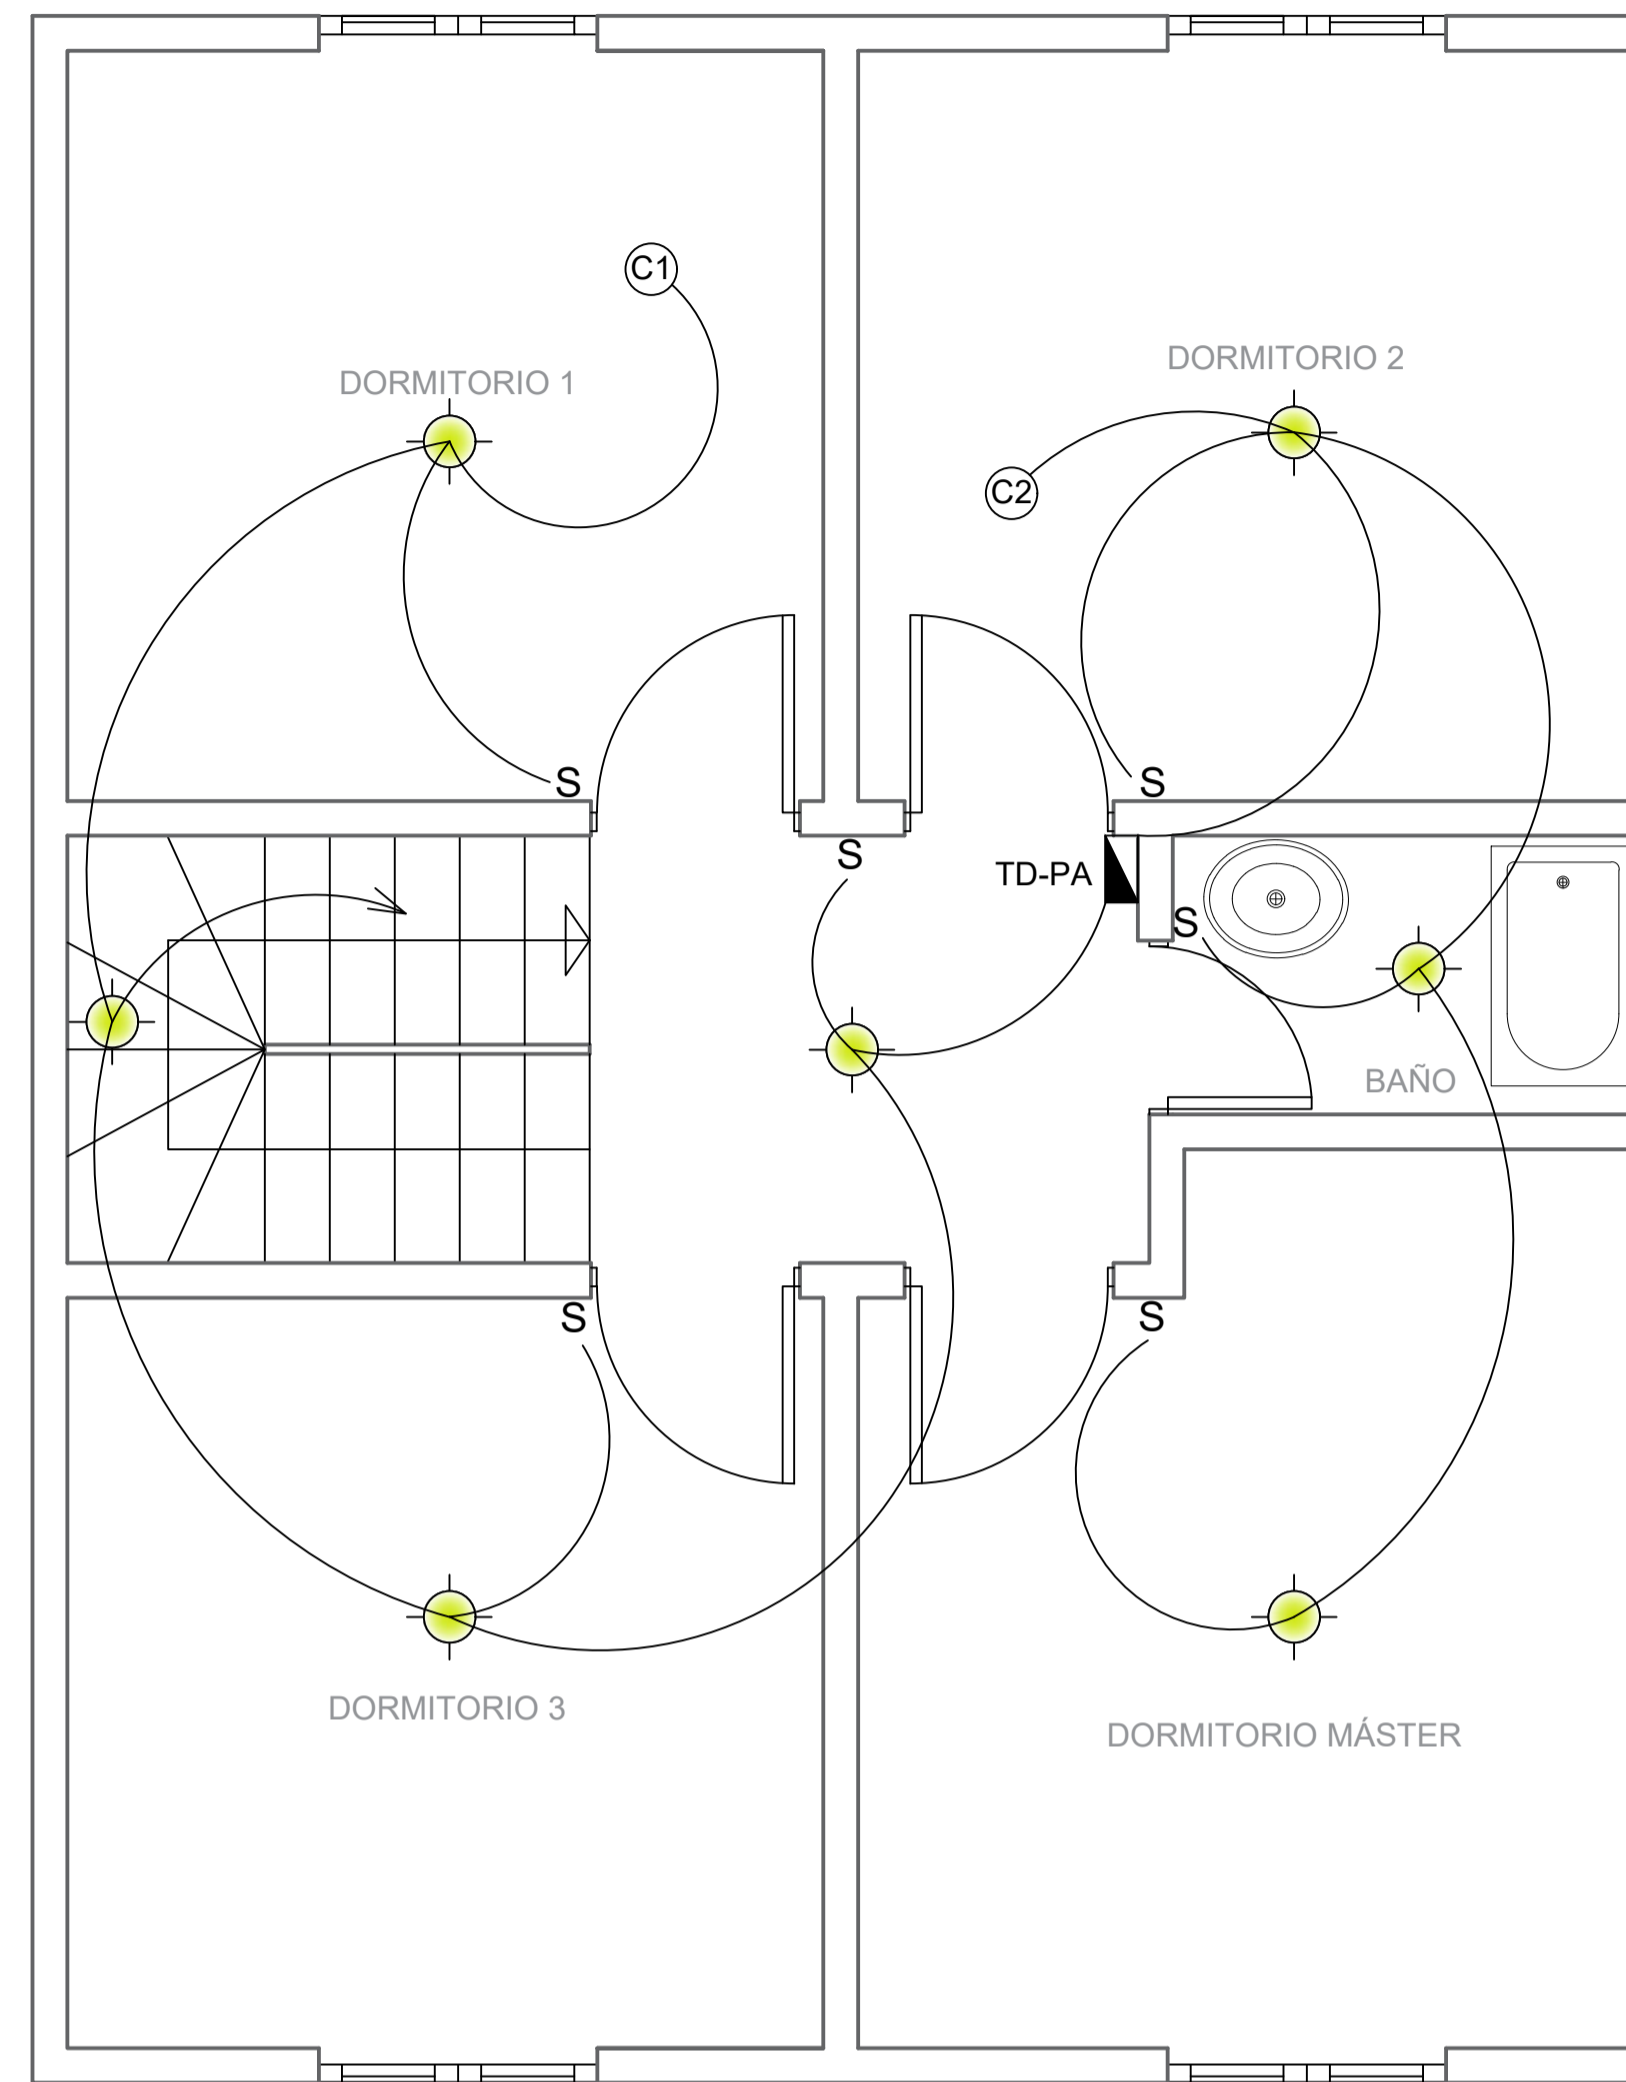 C1
DORMITORIO 2
DORMITORIO 1
C2
S
S
S
TD-PA
S
BAÑO
S
S
DORMITORIO 3
DORMITORIO MÁSTER